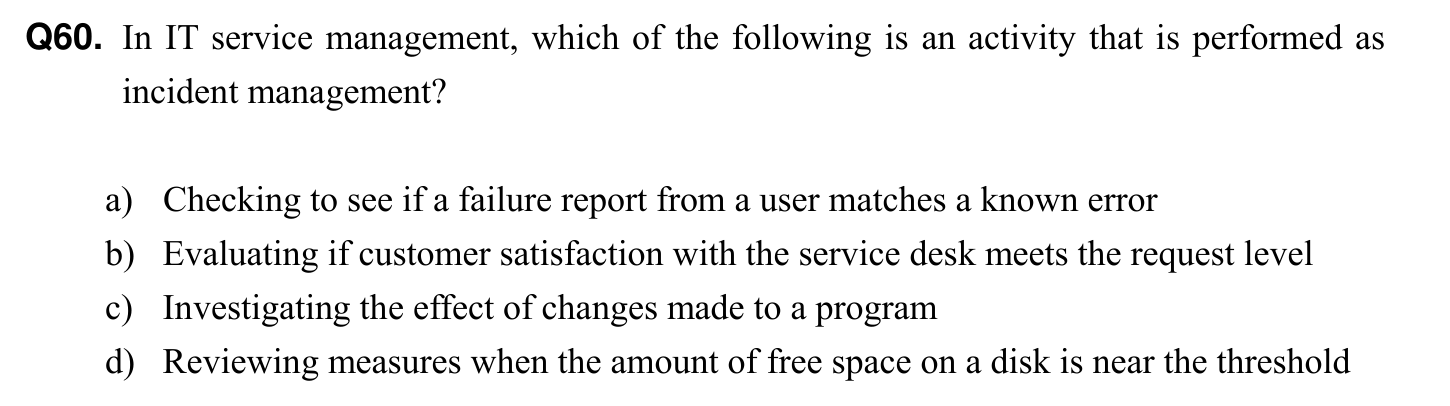 Q60. In IT service management, which of the following is an activity that is performed as
incident management?
a) Checking to see if a failure report from a user matches a known error
b) Evaluating if customer satisfaction with the service desk meets the request level
c) Investigating the effect of changes made to a program
d) Reviewing measures when the amount of free space on a disk is near the threshold